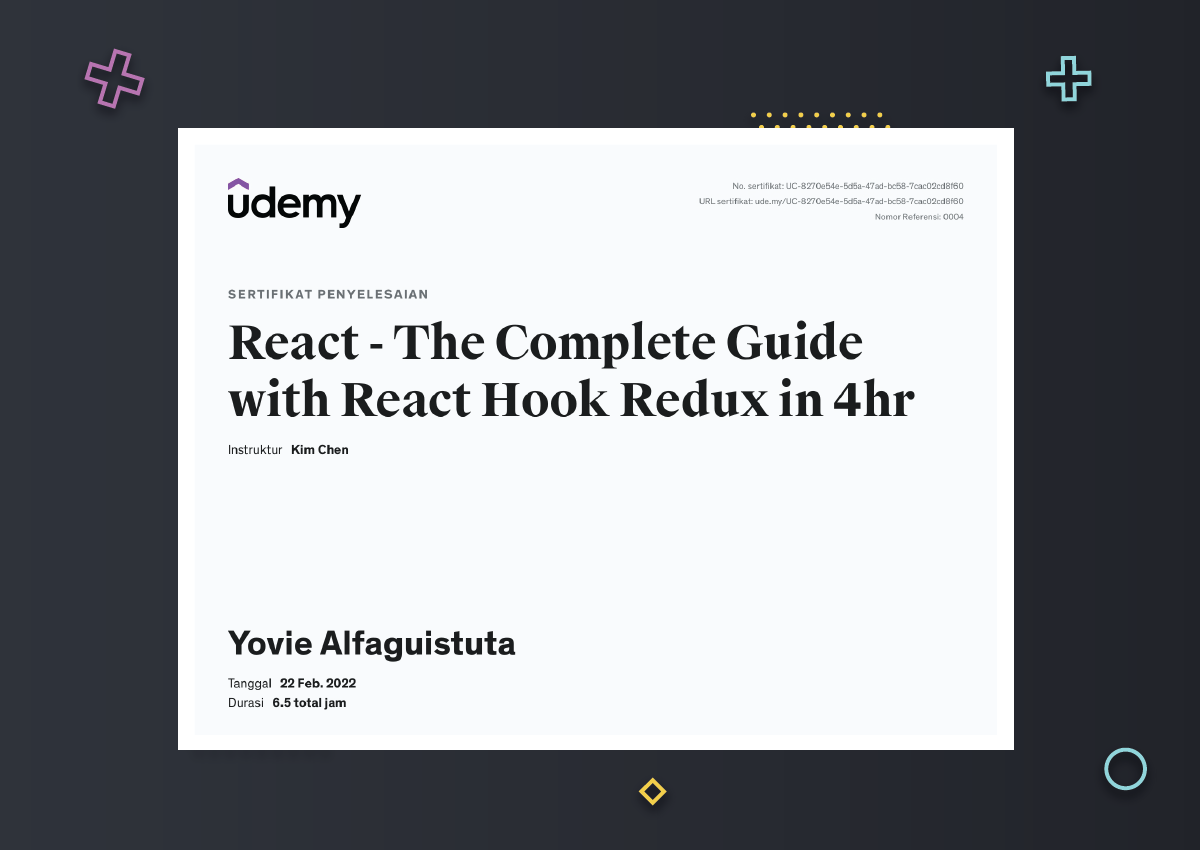 udemy
No. sertifikat: UC-8270e54e-5d5a-47ad-bc58-7cac02cd8f60
URL sertifikat: ude.my/UC-8270e54e-5d5a-47ad-bc58-7cac02cd8f60
Nomor Referensi: 0004
SERTIFIKAT PENYELESAIAN
React - The Complete Guide
with React Hook Redux in 4hr
Instruktur Kim Chen
Yovie Alfaguistuta
Tanggal 22 Feb. 2022
Durasi 6.5 total jam